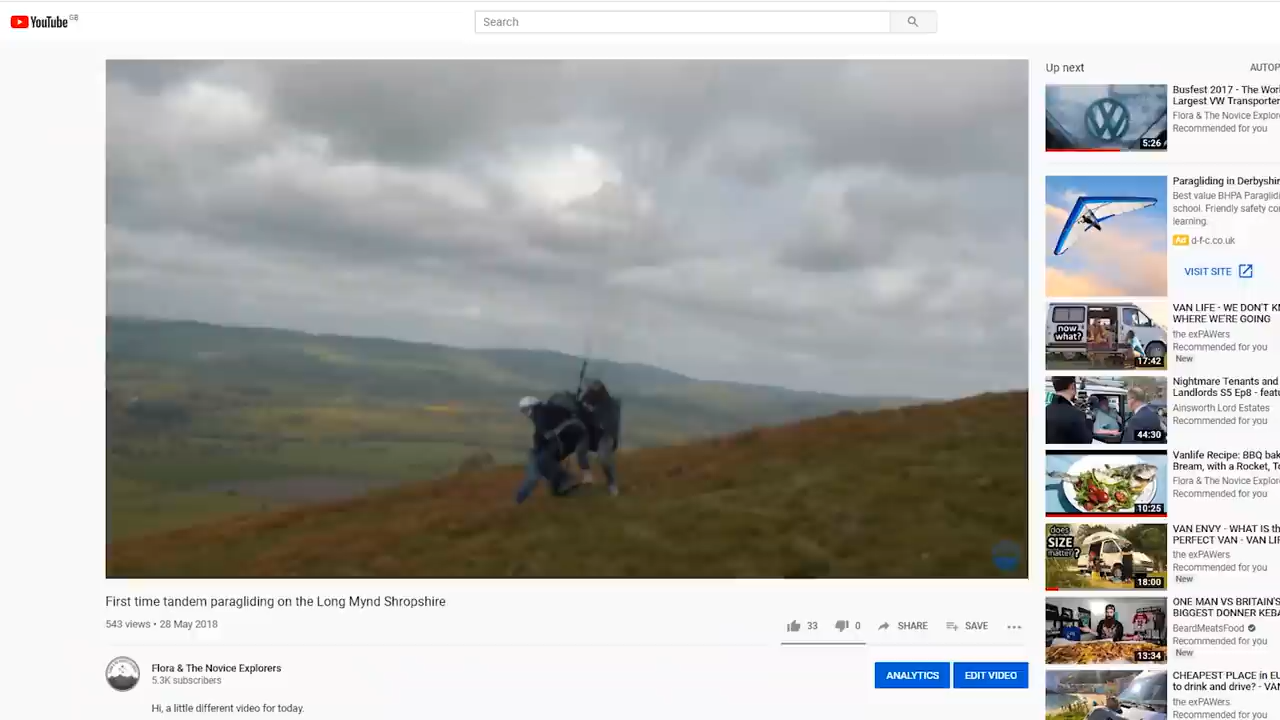 YouTube GB
Search
Up next
AUTOP
Busfest 2017 - The Worl
Largest VW Transporter
Flora & The Novice Explore
Recommended for you
5:26
Paragliding in Derbyshir
Best value BHPA Paraglidi
school. Friendly safety co
learning.
Ad d-f-c.co.uk
VISIT SITE
now
what?
17:42
VAN LIFE - WE DON'T K
WHERE WE'RE GOING
the exPAWers
Recommended for you
New
44:30
Nightmare Tenants and
Landlords S5 Ep8 - feat
Ainsworth Lord Estates
Recommended for you
10:25
Vanlife Recipe: BBQ bak
Bream, with a Rocket, To
Flora & The Novice Explore
Recommended for you
does
SIZE
matter?
18:00
VAN ENVY - WHAT IS th
PERFECT VAN - VAN LIF
the exPAWers
Recommended for you
New
13:34
ONE MAN VS BRITAIN'S
BIGGEST DONNER KEBA
BeardMeatsFood
Recommended for you
New
CHEAPEST PLACE in EU
to drink and drive? - VAN
the exPAWers
Recommended for you
First time tandem paragliding on the Long Mynd Shropshire
543 views • 28 May 2018
33
0
SHARE
SAVE
Flora & The Novice Explorers
5.3K subscribers
ANALYTICS
EDIT VIDEO
Hi, a little different video for today.